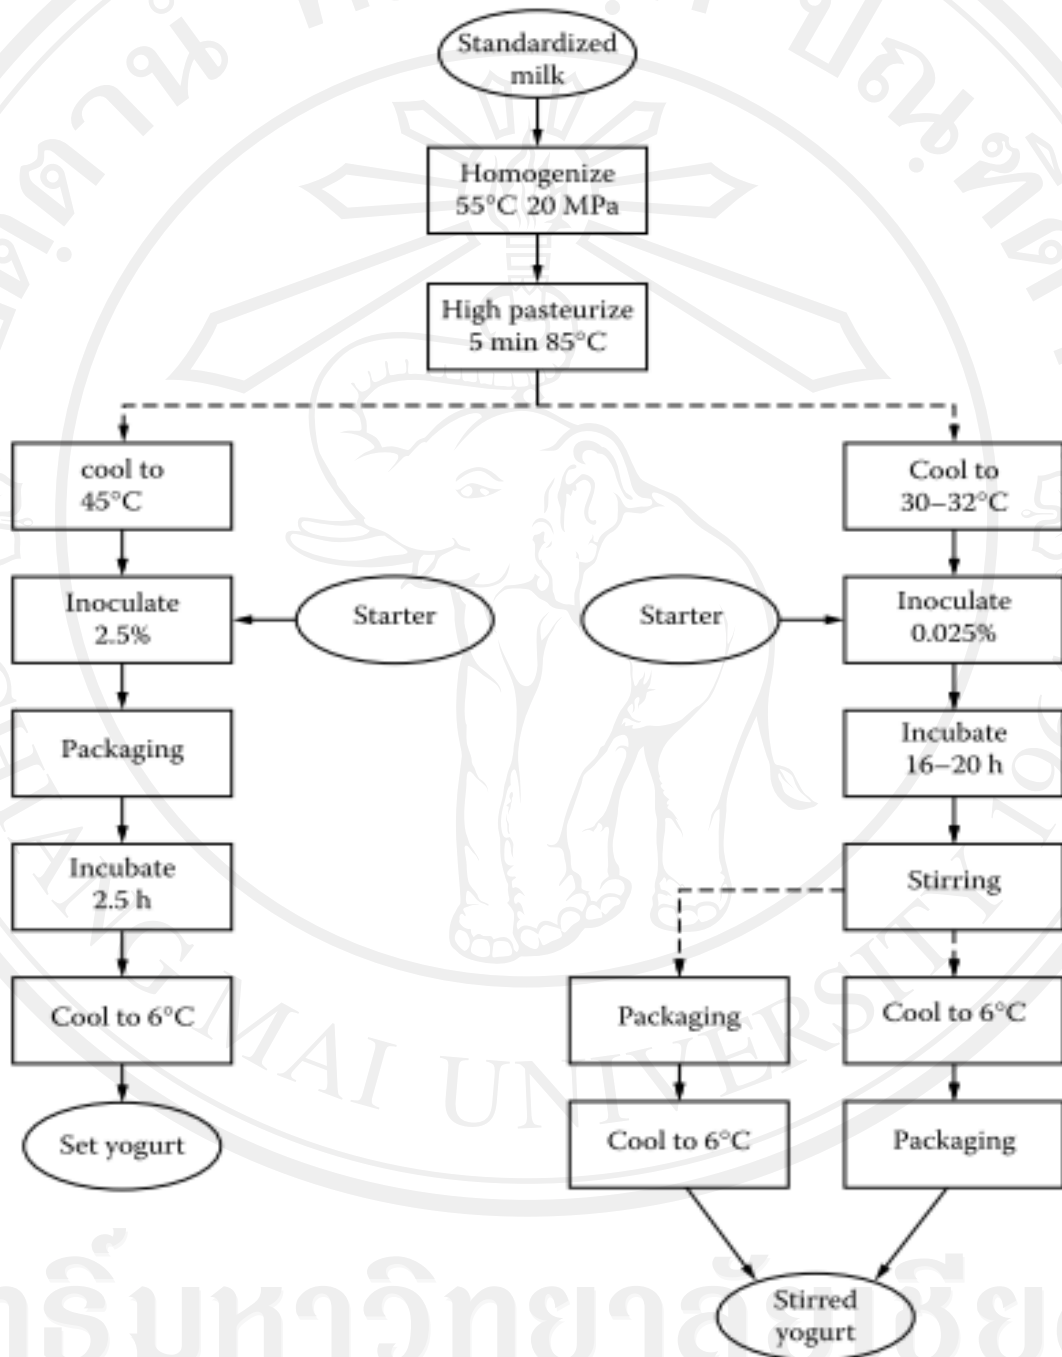 Standardized
milk
Homogenize
55°C 20 MPa
High pasteurize
5 min 85°C
cool to
45°C
Cool to
30–32°C
Inoculate
2.5%
Starter
Starter
Inoculate
0.025%
Packaging
Incubate
16–20 h
Incubate
2.5 h
Stirring
Cool to 6°C
Packaging
Cool to 6°C
Set yogurt
Cool to 6°C
Packaging
Stirred
yogurt
MAI UNIVERSITY